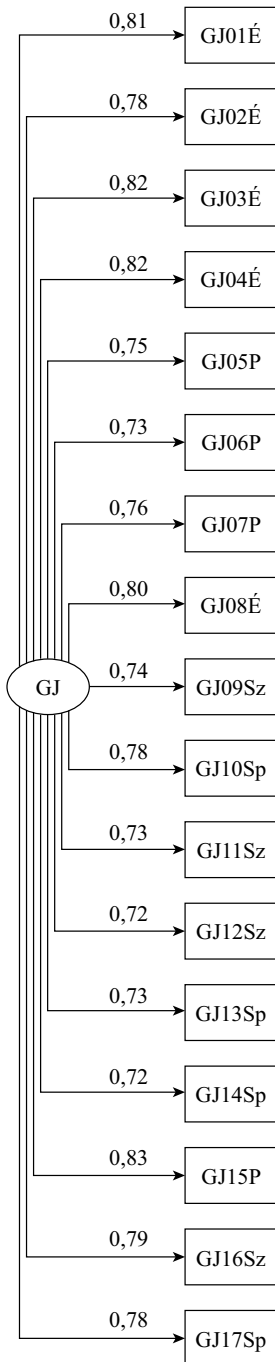 0,81
GJ01É
0,78
GJ02É
0,82
GJ03É
0,82
GJ04É
0,75
GJ05P
0,73
GJ06P
0,76
GJ07P
0,80
GJ08É
GJ
0,74
GJ09Sz
0,78
GJ10Sp
0,73
GJ11Sz
0,72
GJ12Sz
0,73
GJ13Sp
0,72
GJ14Sp
0,83
GJ15P
0,79
GJ16Sz
0,78
GJ17Sp